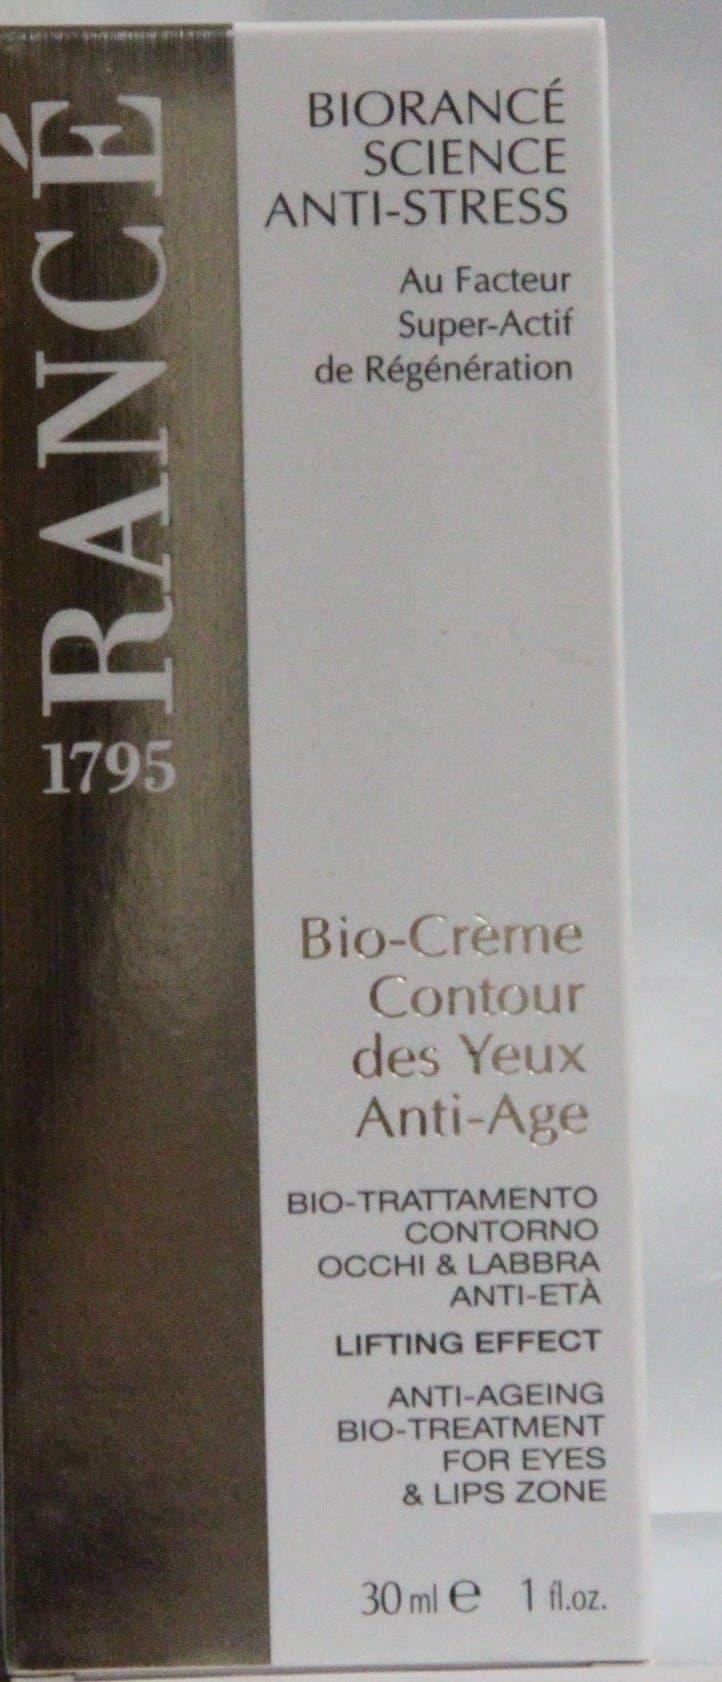 RANCÉ
1795
BIORANCÉ
SCIENCE
ANTI-STRESS
Au Facteur
Super-Actif
de Régénération
Bio-Crème
Contour
des Yeux
Anti-Age
BIO-TRATTAMENTO
CONTORNO
OCCHI & LABBRA
ANTI-ETÀ
LIFTING EFFECT
ANTI-AGEING
BIO-TREATMENT
FOR EYES
& LIPS ZONE
30 ml ℮ 1 fl.oz.